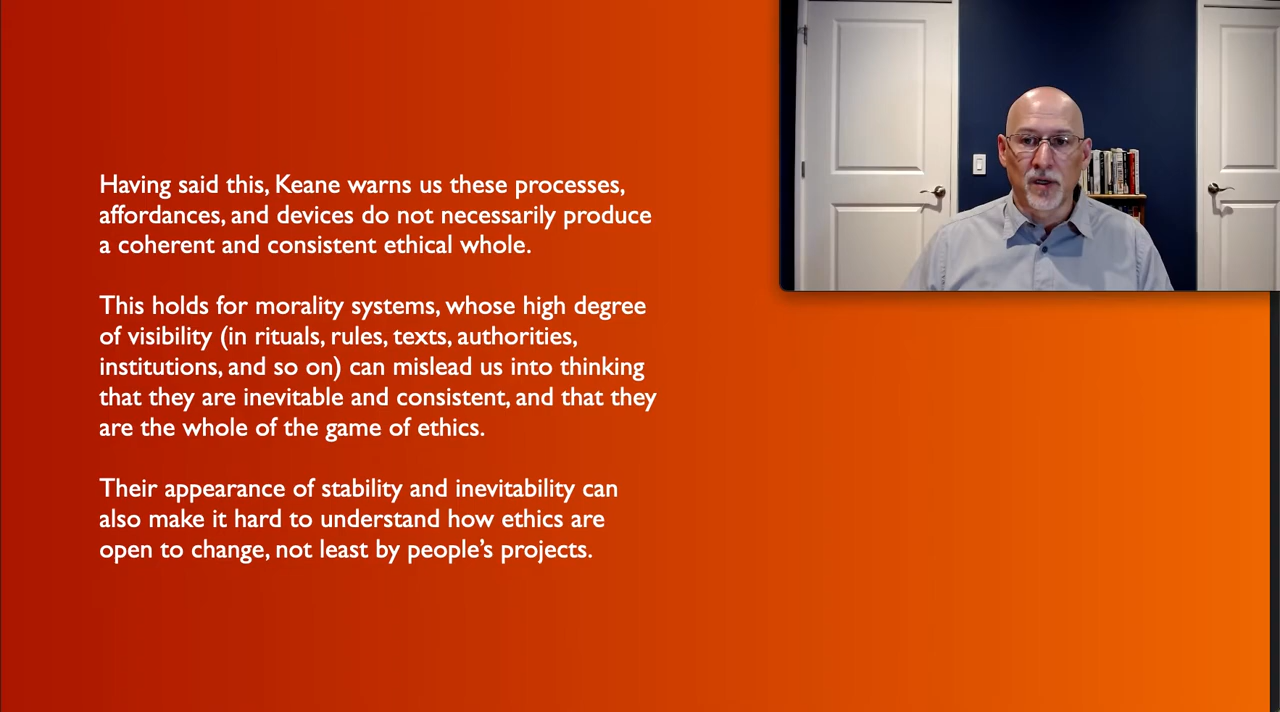 Having said this, Keane warns us these processes,
affordances, and devices do not necessarily produce
a coherent and consistent ethical whole.
This holds for morality systems, whose high degree
of visibility (in rituals, rules, texts, authorities,
institutions, and so on) can mislead us into thinking
that they are inevitable and consistent, and that they
are the whole of the game of ethics.
Their appearance of stability and inevitability can
also make it hard to understand how ethics are
open to change, not least by people’s projects.